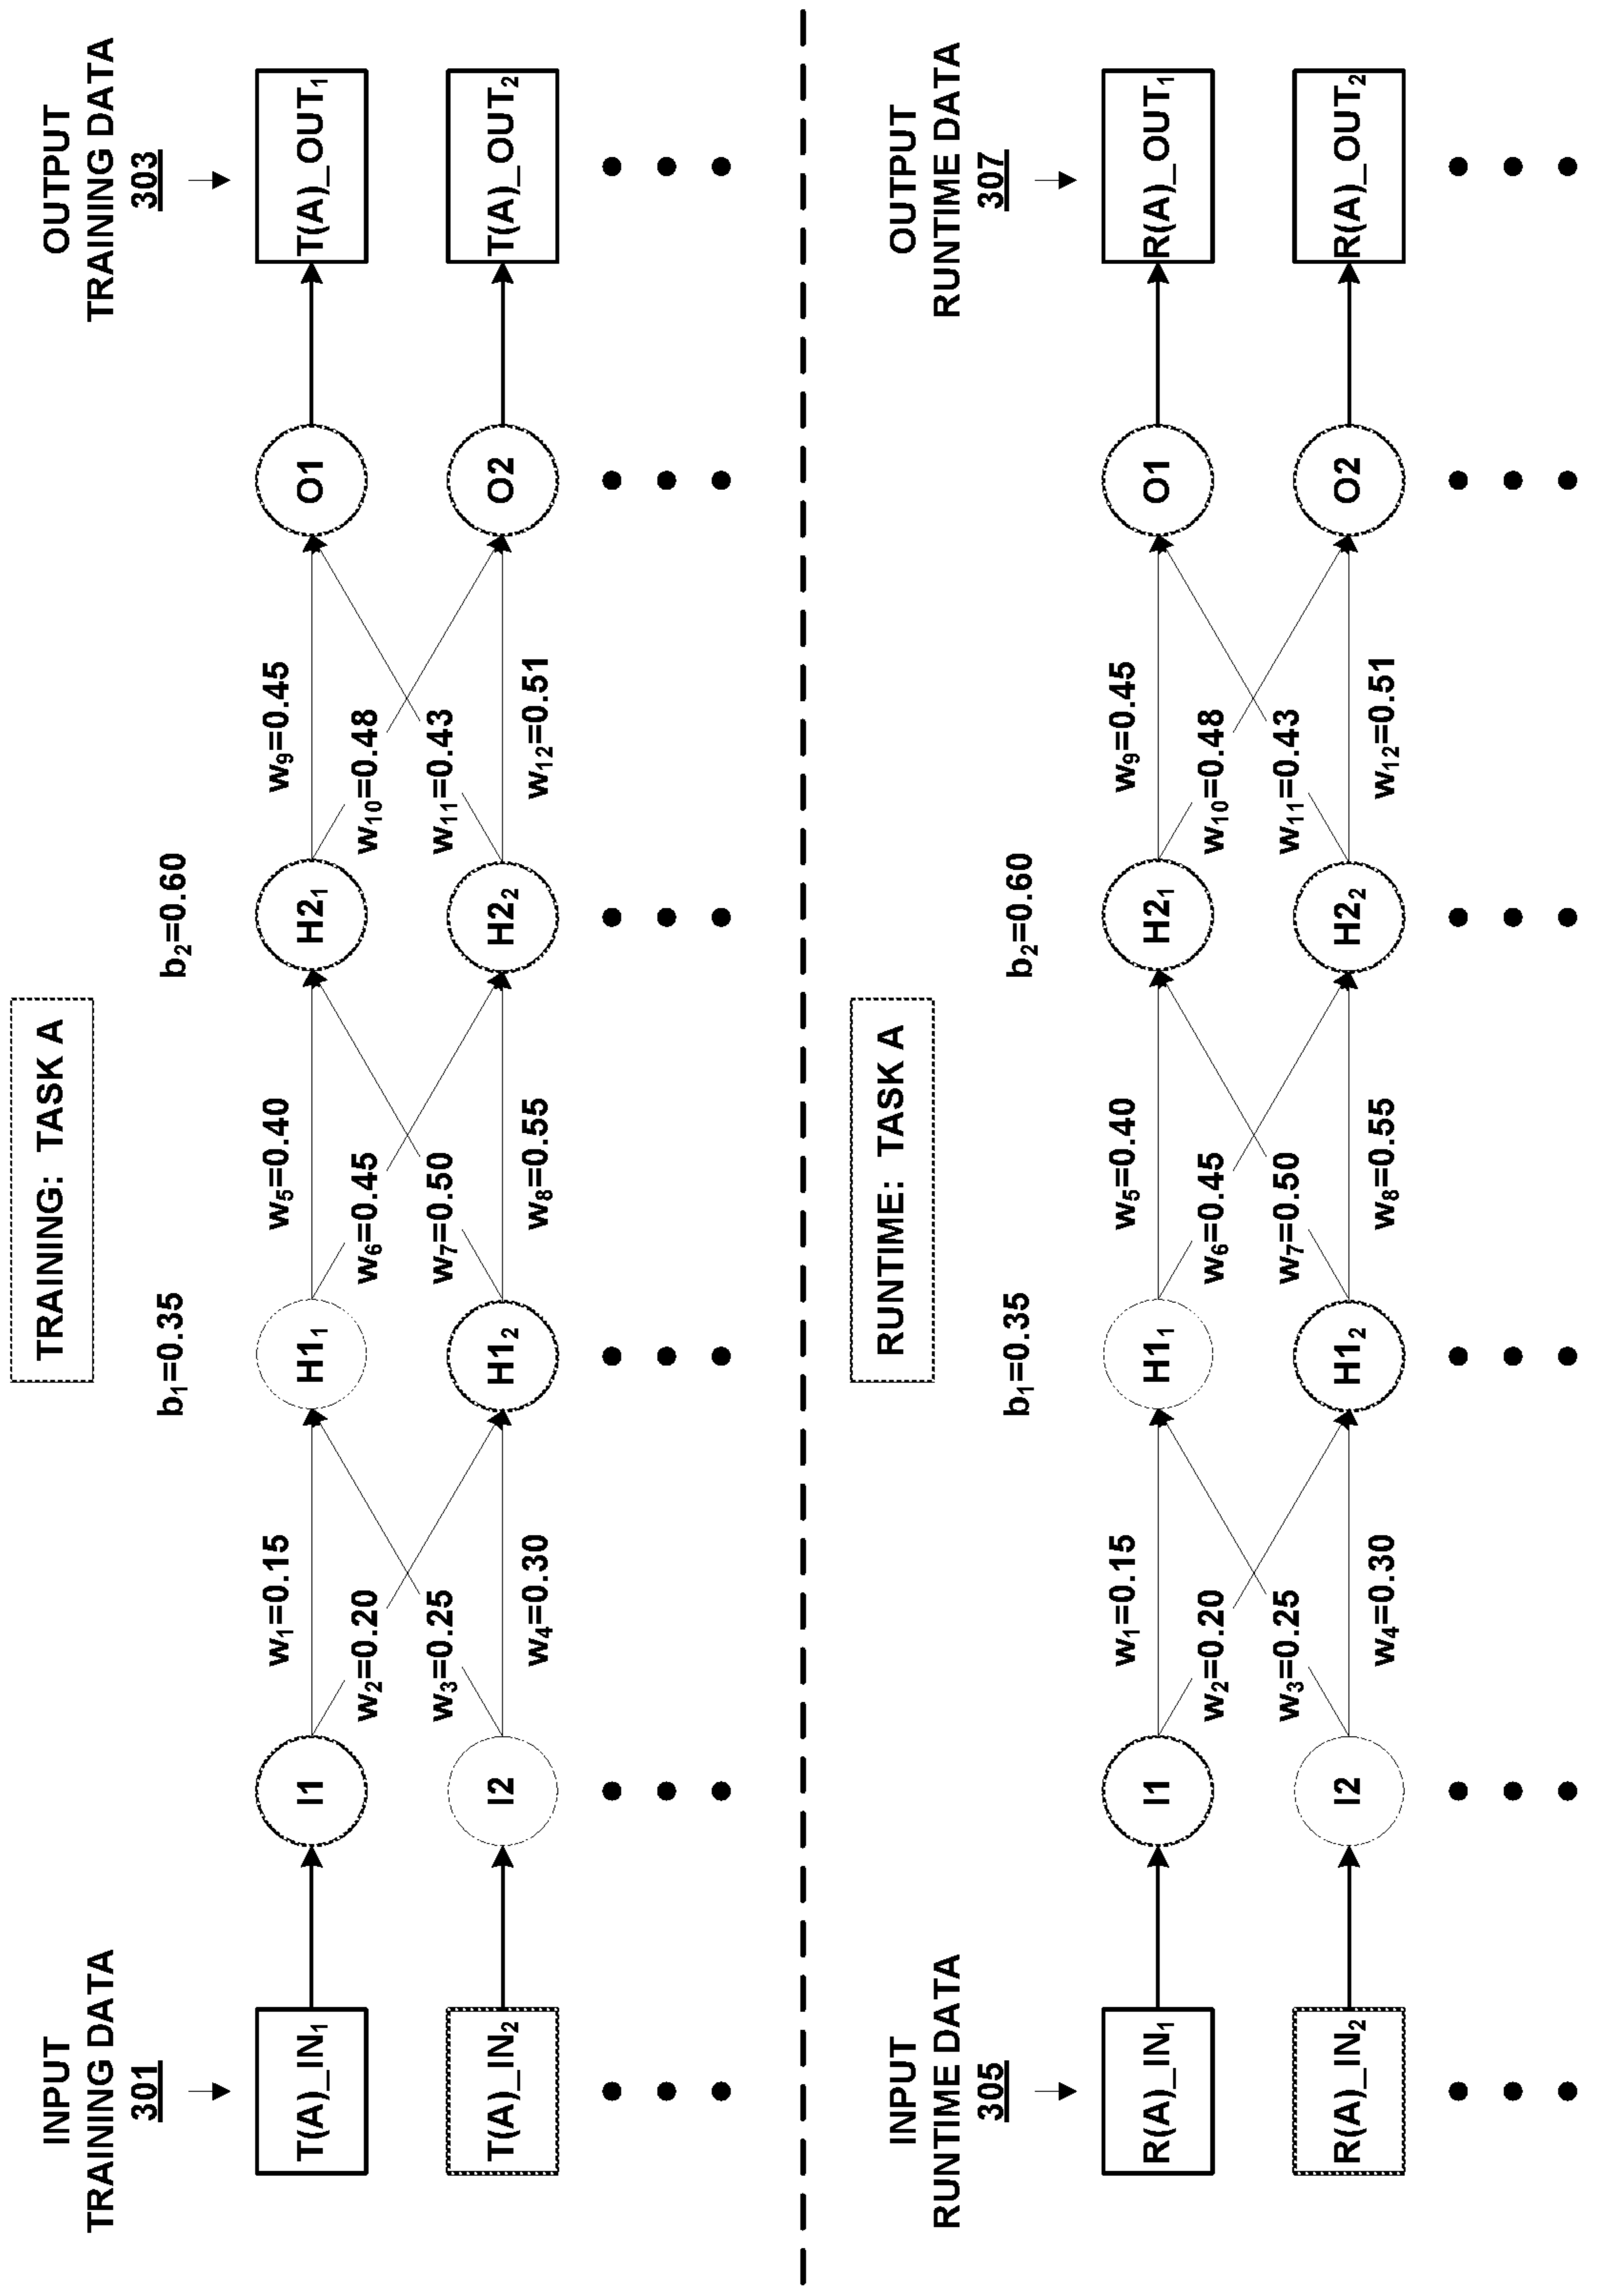 TRAINING: TASK A
INPUT
TRAINING DATA
301
b₁=0.35
b₂=0.60
OUTPUT
TRAINING DATA
303
T(A)_IN₁
I1
w₁=0.15
H1₁
w₅=0.40
H2₁
w₉=0.45
O1
T(A)_OUT₁
w₂=0.20
w₆=0.45
w₁₀=0.48
w₃=0.25
w₇=0.50
w₁₁=0.43
T(A)_IN₂
I2
w₄=0.30
H1₂
w₈=0.55
H2₂
w₁₂=0.51
O2
T(A)_OUT₂
RUNTIME: TASK A
INPUT
RUNTIME DATA
305
b₁=0.35
b₂=0.60
OUTPUT
RUNTIME DATA
307
R(A)_IN₁
I1
w₁=0.15
H1₁
w₅=0.40
H2₁
w₉=0.45
O1
R(A)_OUT₁
w₂=0.20
w₆=0.45
w₁₀=0.48
w₃=0.25
w₇=0.50
w₁₁=0.43
R(A)_IN₂
I2
w₄=0.30
H1₂
w₈=0.55
H2₂
w₁₂=0.51
O2
R(A)_OUT₂